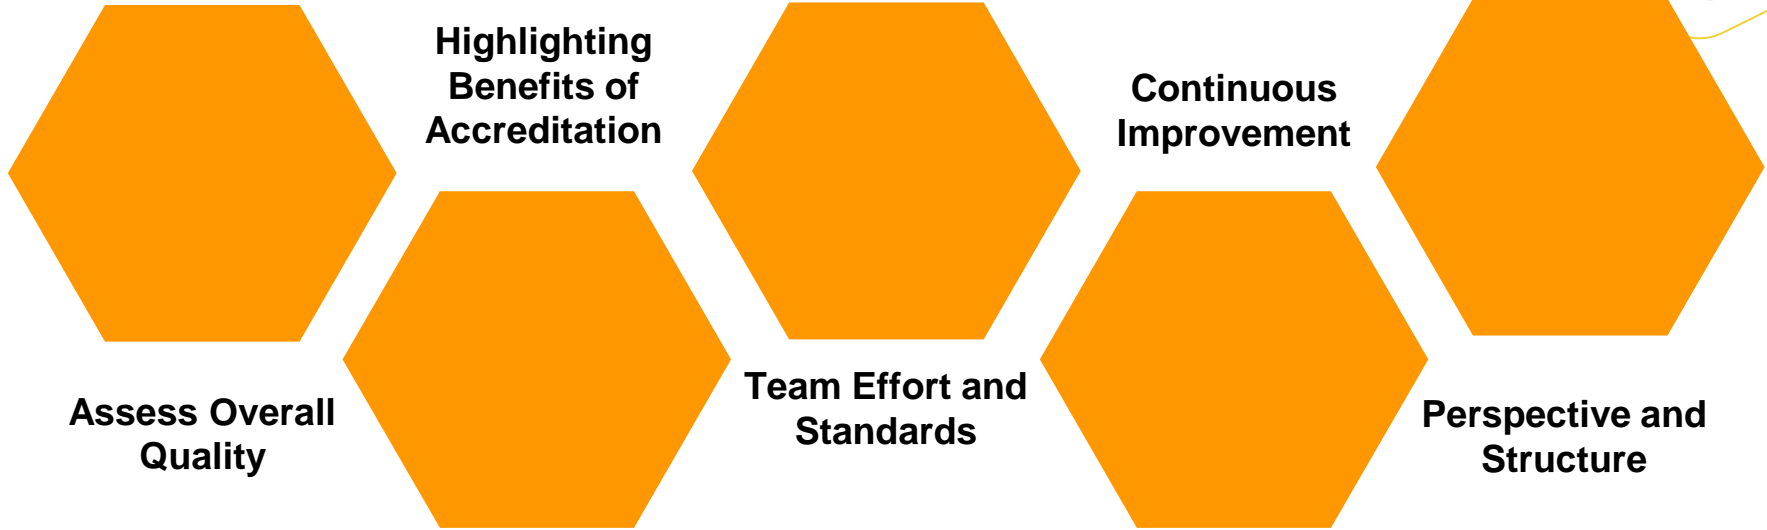 Highlighting
Benefits of
Accreditation
Continuous
Improvement
Assess Overall
Quality
Team Effort and
Standards
Perspective and
Structure